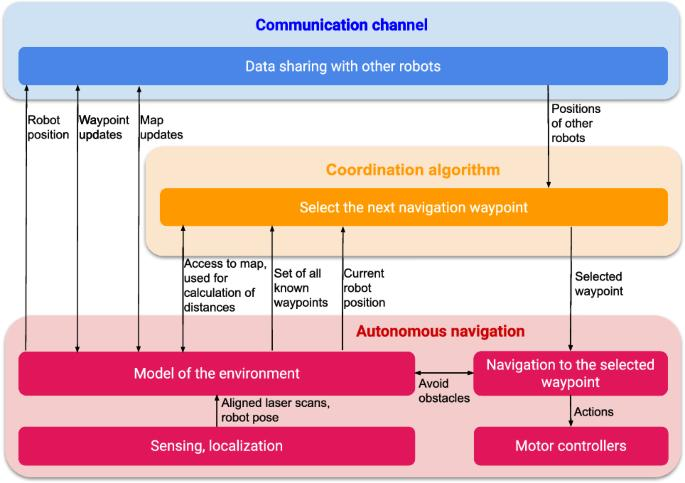 Communication channel
Data sharing with other robots
Robot
position
Waypoint
updates
Map
updates
Positions
of other
robots
Coordination algorithm
Select the next navigation waypoint
Access to map,
used for
calculation of
distances
Set of all
known
waypoints
Current
robot
position
Selected
waypoint
Autonomous navigation
Model of the environment
Avoid
obstacles
Navigation to the selected
waypoint
Aligned laser scans,
robot pose
Actions
Sensing, localization
Motor controllers